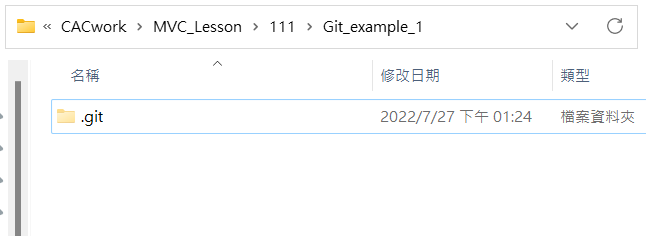 « CACwork > MVC_Lesson > 111 > Git_example_1
名稱 修改日期 類型
.git 2022/7/27 下午 01:24 檔案資料夾